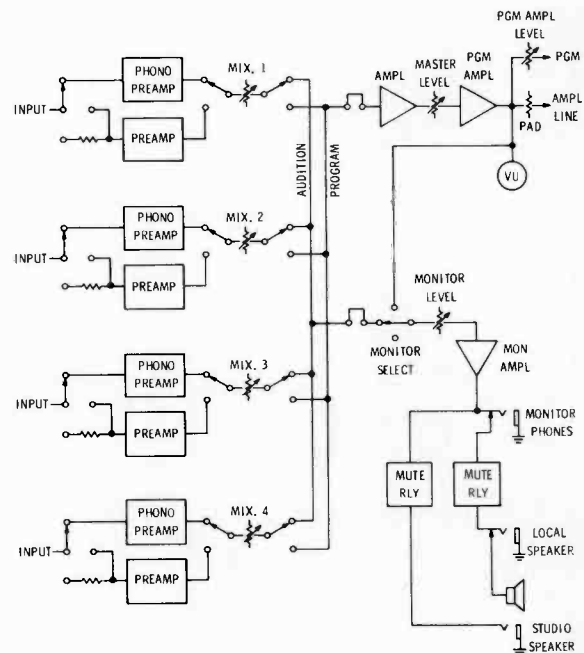 PGM AMPL
LEVEL
PGM
PHONO
PREAMP
MIX. 1
AMPL
MASTER
LEVEL
PGM
AMPL
AMPL
LINE
PAD
INPUT
PREAMP
VU
AUDITION
PROGRAM
PHONO
PREAMP
MIX. 2
INPUT
PREAMP
MONITOR
LEVEL
MONITOR
SELECT
MON
AMPL
PHONO
PREAMP
MIX. 3
INPUT
PREAMP
MONITOR
PHONES
MUTE
RLY
MUTE
RLY
PHONO
PREAMP
MIX. 4
INPUT
PREAMP
LOCAL
SPEAKER
STUDIO
SPEAKER